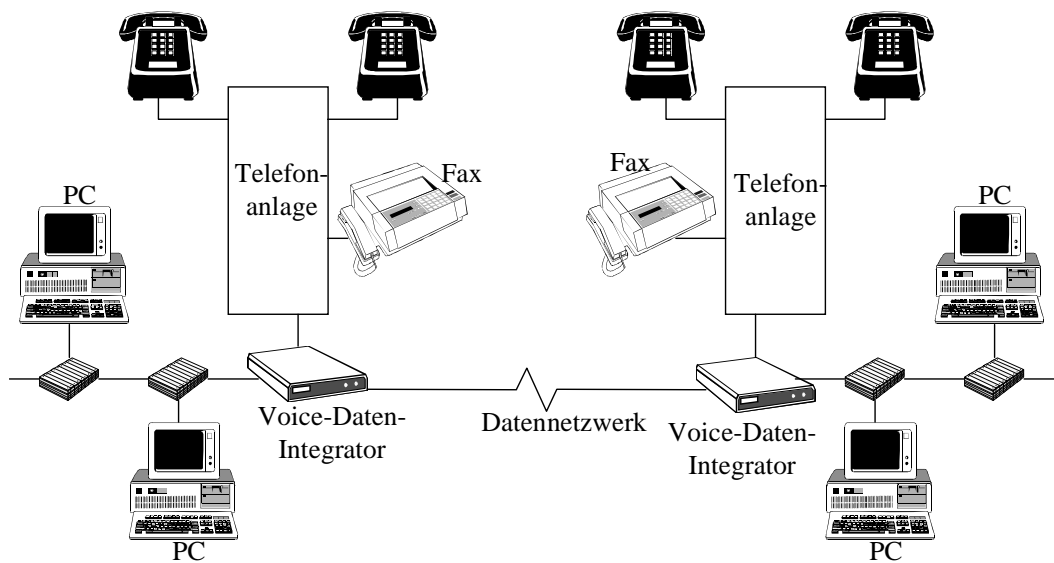 Telefon-
anlage
Fax
PC
Fax
Telefon-
anlage
PC
Voice-Daten-
Integrator
Datennetzwerk
Voice-Daten-
Integrator
PC
PC